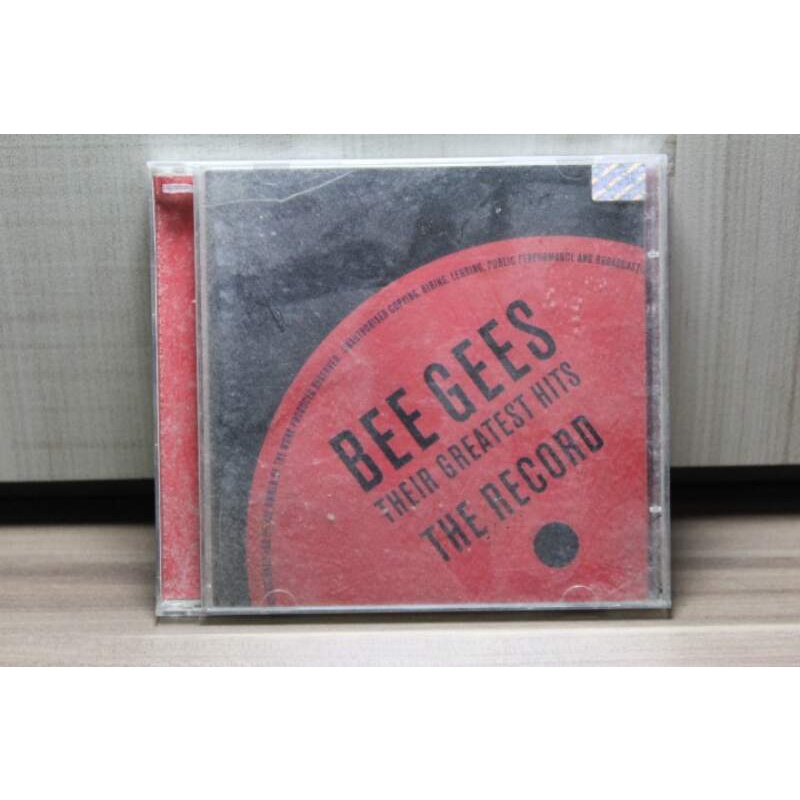 UNAUTHORISED COPYING, HIRING, LENDING, PUBLIC PERFORMANCE AND BROADCAST
BEE GEES
THEIR GREATEST HITS
THE RECORD